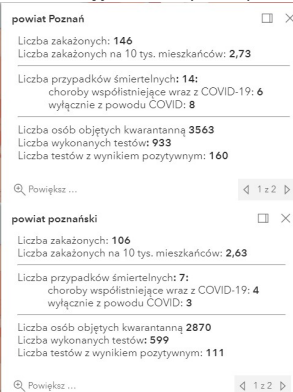 powiat Poznań
Liczba zakażonych: 146
Liczba zakażonych na 10 tys. mieszkańców: 2,73
Liczba przypadków śmiertelnych: 14:
choroby współistniejące wraz z COVID-19: 6
wyłącznie z powodu COVID: 8
Liczba osób objętych kwarantanną 3563
Liczba wykonanych testów: 933
Liczba testów z wynikiem pozytywnym: 160
Powiększ ...
1 z 2
powiat poznański
Liczba zakażonych: 106
Liczba zakażonych na 10 tys. mieszkańców: 2,63
Liczba przypadków śmiertelnych: 7:
choroby współistniejące wraz z COVID-19: 4
wyłącznie z powodu COVID: 3
Liczba osób objętych kwarantanną 2870
Liczba wykonanych testów: 599
Liczba testów z wynikiem pozytywnym: 111
Powiększ ...
1 z 2